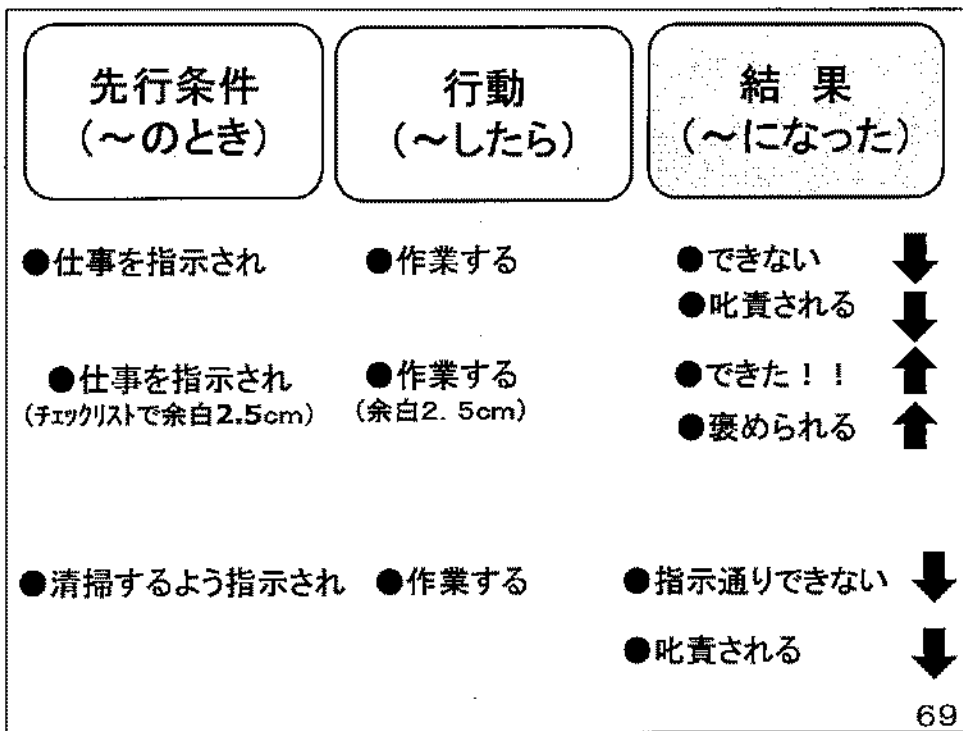 先行条件
(～のとき)
行動
(～したら)
結 果
(～になった)
●仕事を指示され
●作業する
●できない
●叱責される
●仕事を指示され
(チェックリストで余白2.5cm)
●作業する
(余白2. 5cm)
●できた！！
●褒められる
●清掃するよう指示され
●作業する
●指示通りできない
●叱責される
69